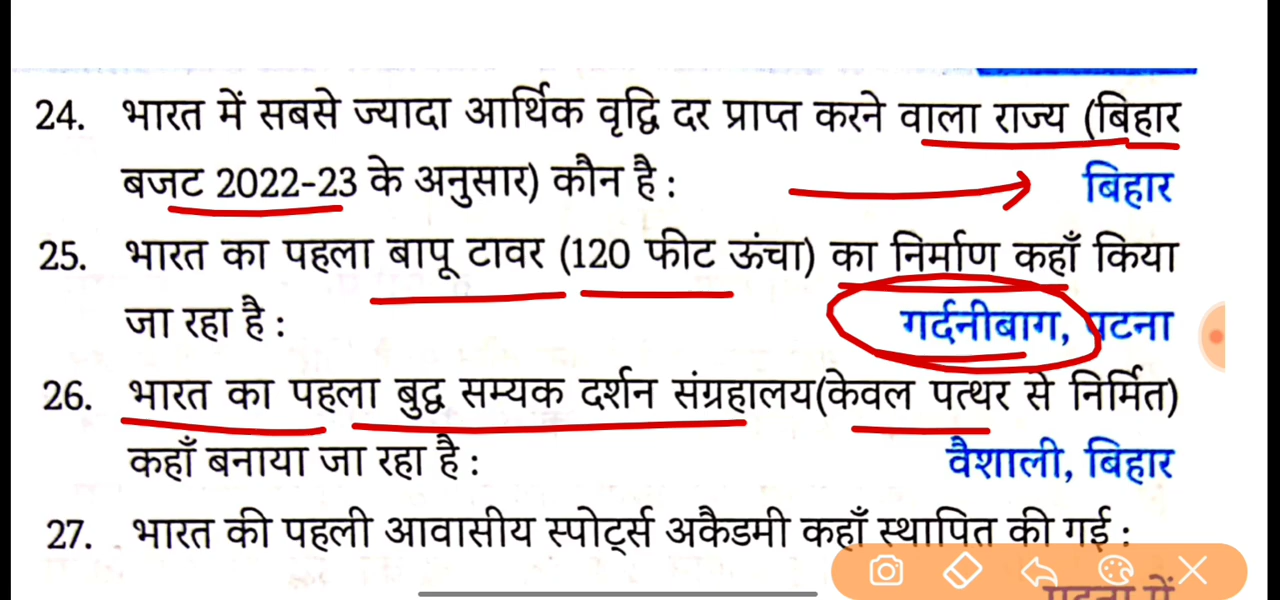 24. भारत में सबसे ज्यादा आर्थिक वृद्धि दर प्राप्त करने वाला राज्य (बिहार
बजट 2022-23 के अनुसार) कौन है : बिहार
25. भारत का पहला बापू टावर (120 फीट ऊंचा) का निर्माण कहाँ किया
जा रहा है : गर्दनीबाग, पटना
26. भारत का पहला बुद्ध सम्यक दर्शन संग्रहालय(केवल पत्थर से निर्मित)
कहाँ बनाया जा रहा है : वैशाली, बिहार
27. भारत की पहली आवासीय स्पोर्ट्स अकैडमी कहाँ स्थापित की गई :